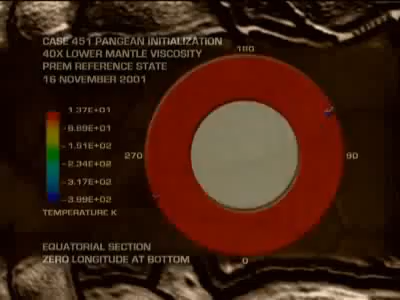 CASE 451 PANGEAN INITIALIZATION
40X LOWER MANTLE VISCOSITY
PREM REFERENCE STATE
16 NOVEMBER 2001
180
1.37E+01
-6.89E+01
-1.51E+02
-2.34E+02
-3.17E+02
-3.99E+02
TEMPERATURE K
270
90
EQUATORIAL SECTION
ZERO LONGITUDE AT BOTTOM
0